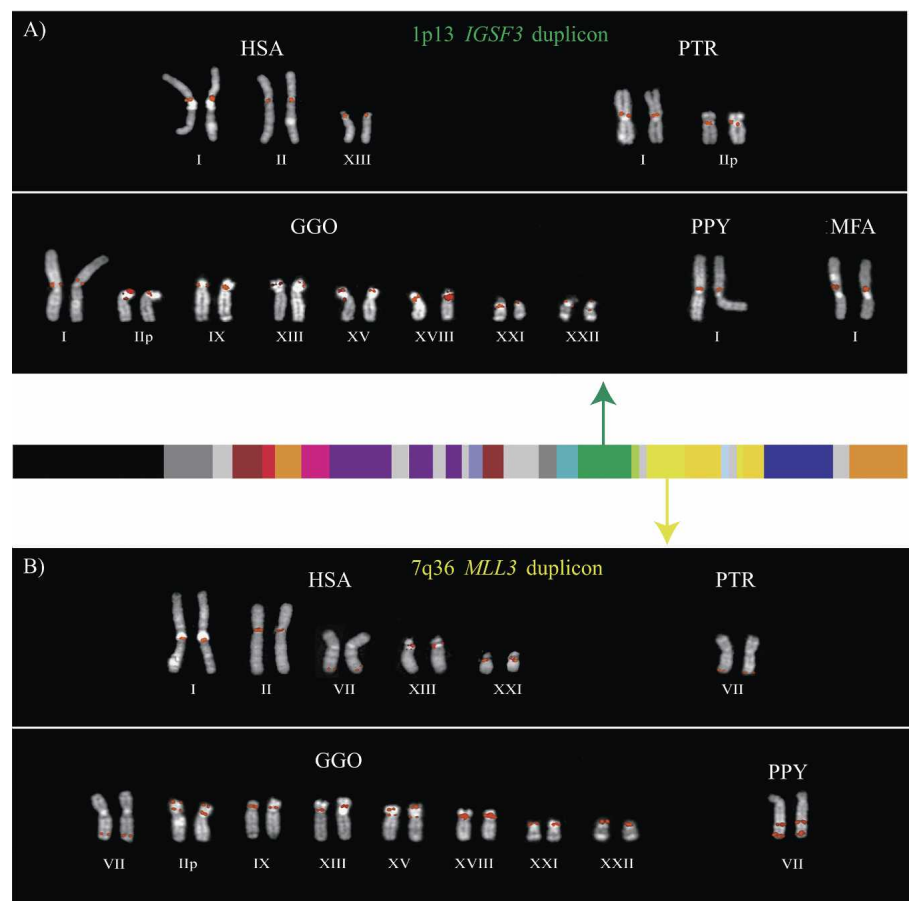 A)
1p13 IGSF3 duplicon
HSA
PTR
I II XIII
I IIp
GGO
PPY
MFA
I IIp IX XIII XV XVIII XXI XXII
I
I
B)
7q36 MLL3 duplicon
HSA
PTR
I II VII XIII XXI
VII
GGO
PPY
VII IIp IX XIII XV XVIII XXI XXII
VII